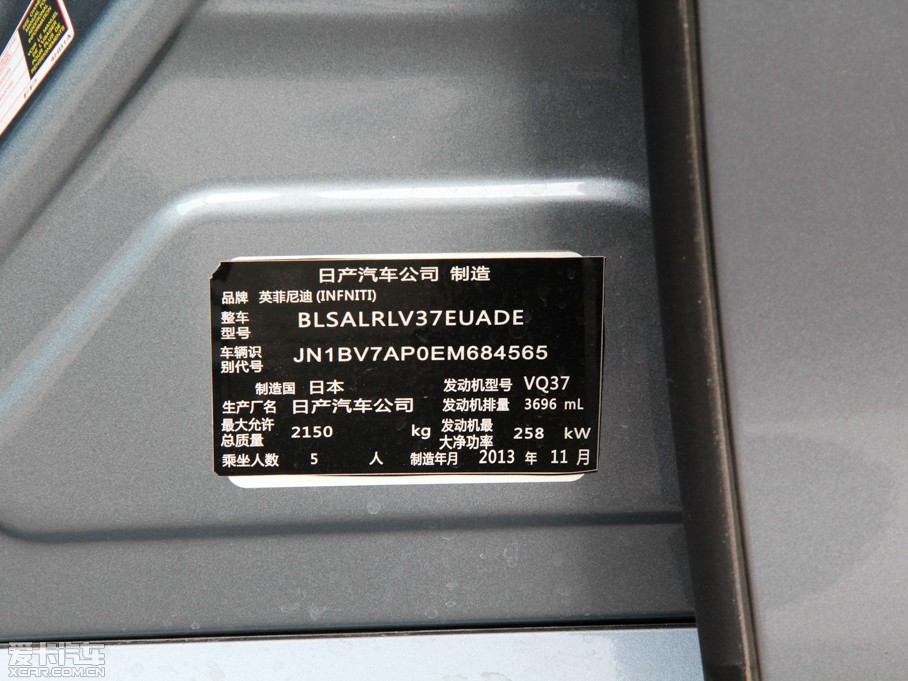 日产汽车公司 制造
品牌 英菲尼迪(INFNITI)
整车型号 BLSALRLV37EUADE
车辆识别代号 JN1BV7AP0EM684565
制造国 日本 发动机型号 VQ37
生产厂名 日产汽车公司 发动机排量 3696 mL
最大允许总质量 2150 kg 发动机最大净功率 258 kW
乘坐人数 5 人 制造年月 2013 年 11 月
爱卡汽车
XCAR.COM.CN